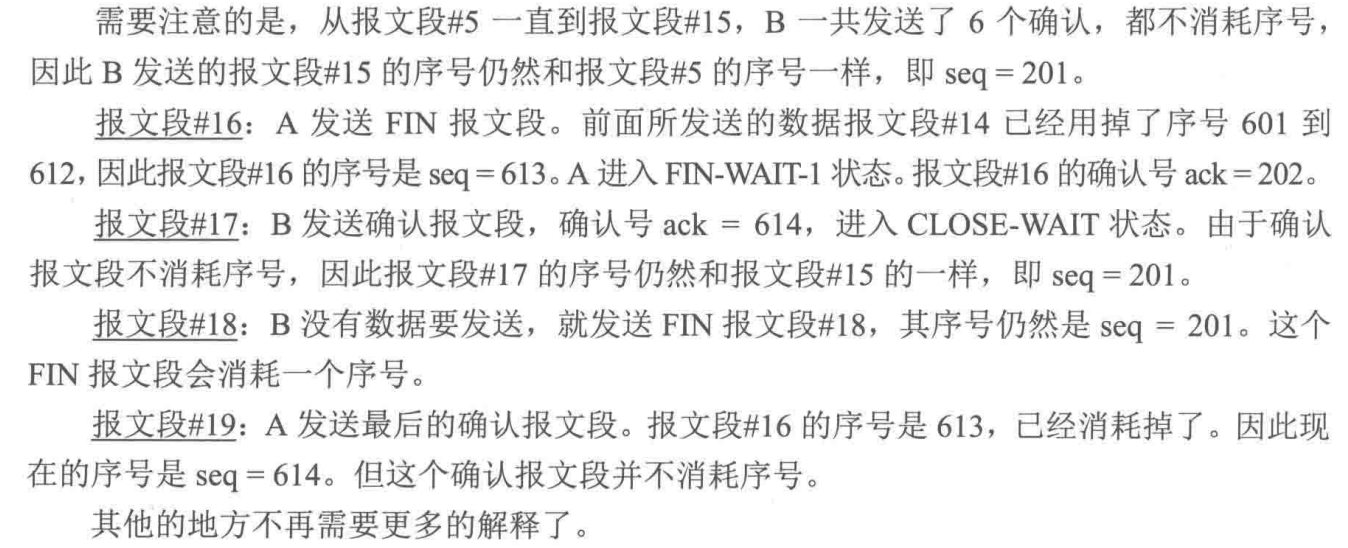 需要注意的是，从报文段#5 一直到报文段#15，B 一共发送了 6 个确认，都不消耗序号，
因此 B 发送的报文段#15 的序号仍然和报文段#5 的序号一样，即 seq = 201。
报文段#16：A 发送 FIN 报文段。前面所发送的数据报文段#14 已经用掉了序号 601 到
612，因此报文段#16 的序号是 seq = 613。A 进入 FIN-WAIT-1 状态。报文段#16 的确认号 ack = 202。
报文段#17：B 发送确认报文段，确认号 ack = 614，进入 CLOSE-WAIT 状态。由于确认
报文段不消耗序号，因此报文段#17 的序号仍然和报文段#15 的一样，即 seq = 201。
报文段#18：B 没有数据要发送，就发送 FIN 报文段#18，其序号仍然是 seq = 201。这个
FIN 报文段会消耗一个序号。
报文段#19：A 发送最后的确认报文段。报文段#16 的序号是 613，已经消耗掉了。因此现
在的序号是 seq = 614。但这个确认报文段并不消耗序号。
其他的地方不再需要更多的解释了。